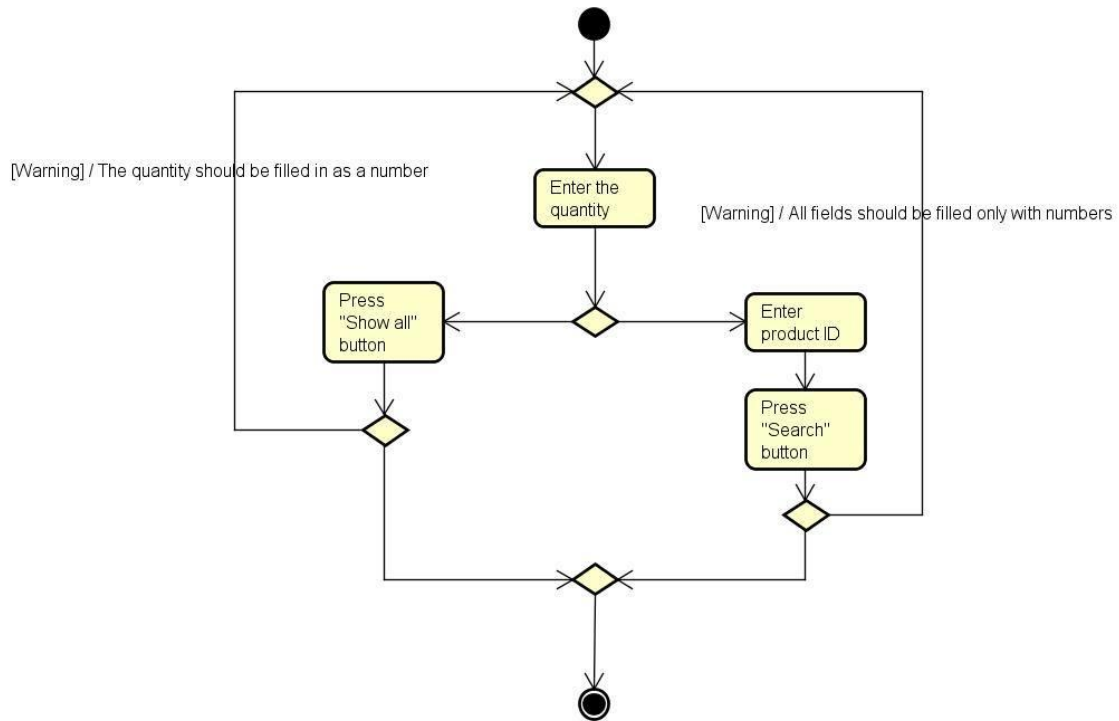 [Warning] / The quantity should be filled in as a number
Enter the
quantity
[Warning] / All fields should be filled only with numbers
Press
"Show all"
button
Enter
product ID
Press
"Search"
button